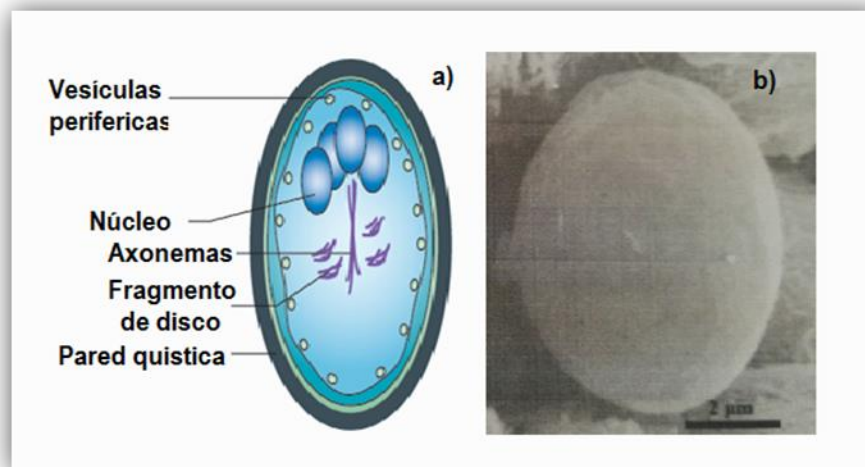 a)
Vesículas
perifericas
Núcleo
Axonemas
Fragmento
de disco
Pared quistica
b)
2 µm